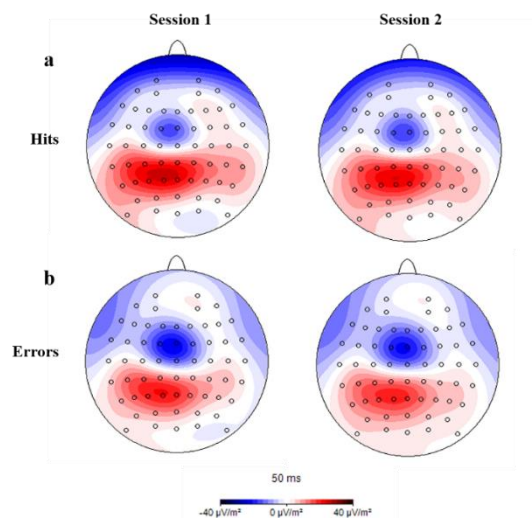 Session 1 Session 2
a
Hits
b
Errors
50 ms
-40 µV/m² 0 µV/m² 40 µV/m²